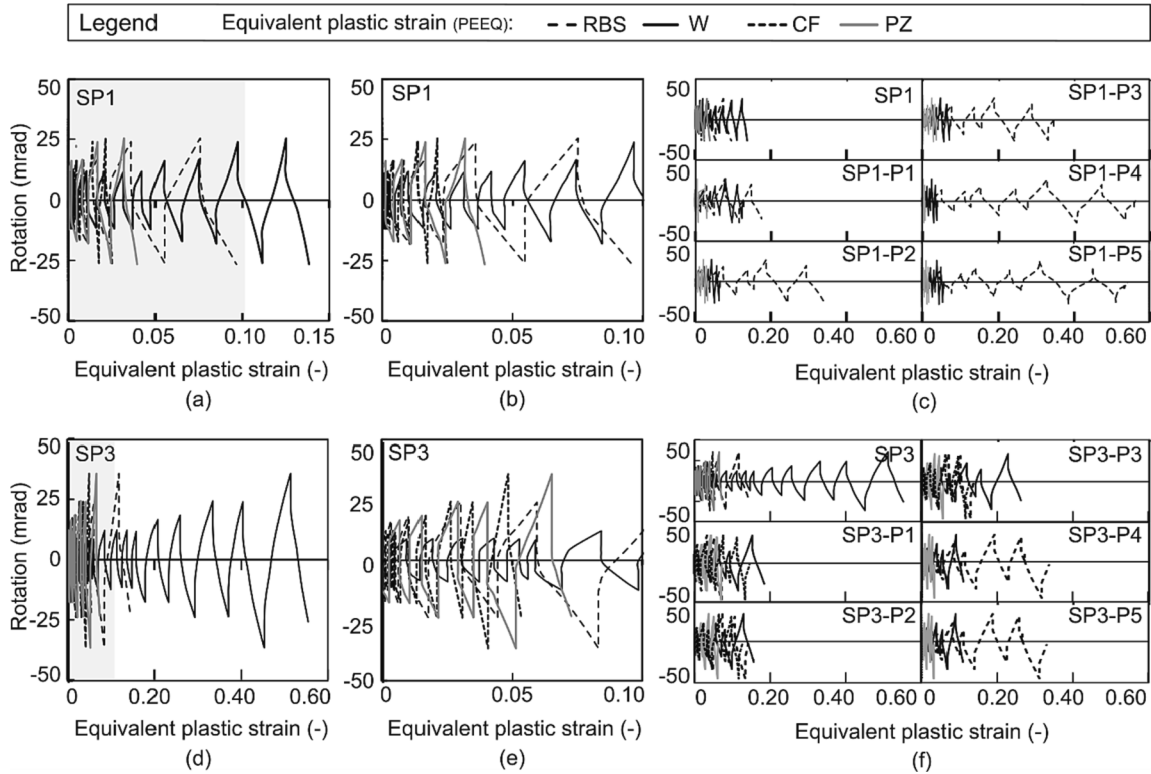 Legend Equivalent plastic strain (PEEQ): RBS W CF PZ
Rotation (mrad)
50
25
0
-25
-50
SP1
0 0.05 0.10 0.15
Equivalent plastic strain (-)
(a)
50
25
0
-25
-50
SP1
0 0.05 0.10
Equivalent plastic strain (-)
(b)
50
-50
50
-50
50
-50
SP1
SP1-P3
SP1-P1
SP1-P4
SP1-P2
SP1-P5
0 0.20 0.40 0 0.20 0.40 0.60
Equivalent plastic strain (-)
(c)
Rotation (mrad)
50
25
0
-25
-50
SP3
0 0.20 0.40 0.60
Equivalent plastic strain (-)
(d)
50
25
0
25
-50
SP3
0 0.05 0.10
Equivalent plastic strain (-)
(e)
50
-50
50
-50
50
-50
SP3
SP3-P3
SP3-P1
SP3-P4
SP3-P2
SP3-P5
0 0.20 0.40 0 0.20 0.40 0.60
Equivalent plastic strain (-)
(f)